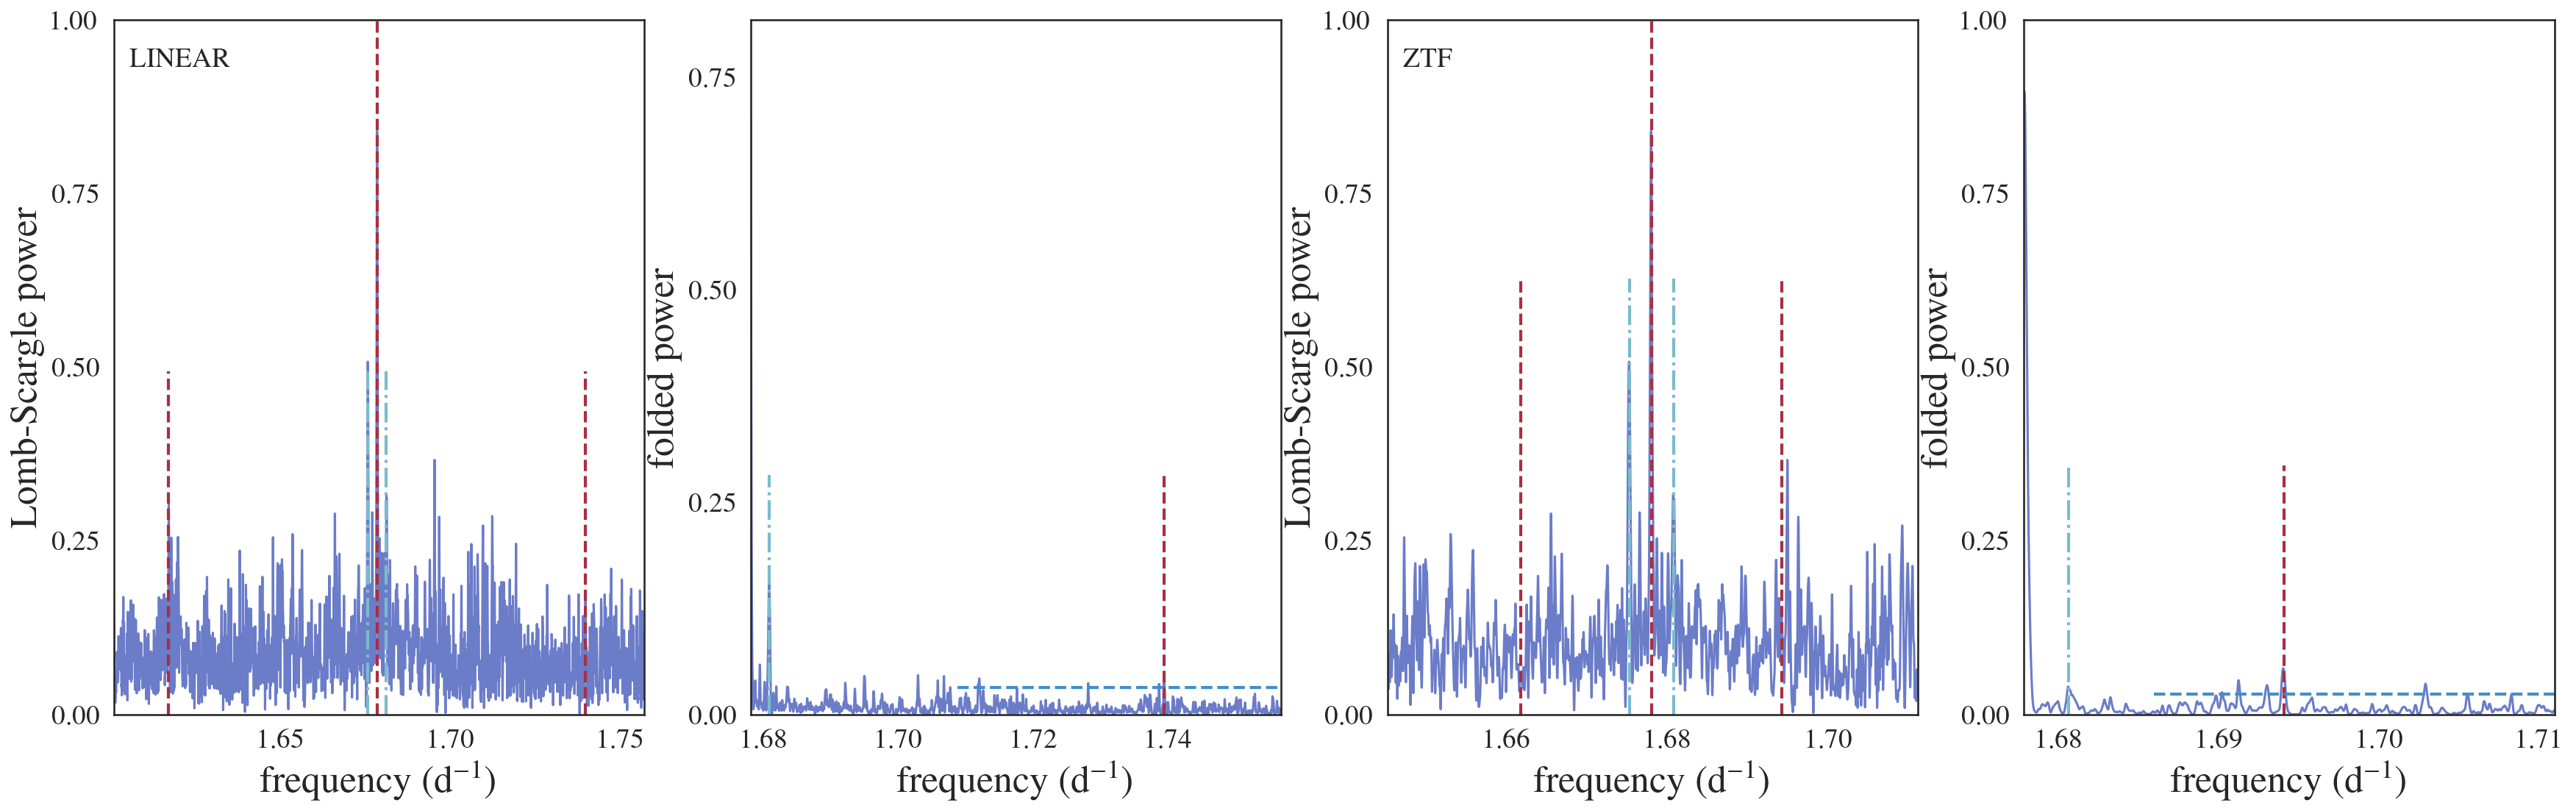 LINEAR
Lomb-Scargle power
1.00
0.75
0.50
0.25
0.00
1.65 1.70 1.75
frequency (d⁻¹)
folded power
0.75
0.50
0.25
0.00
1.68 1.70 1.72 1.74
frequency (d⁻¹)
ZTF
Lomb-Scargle power
1.00
0.75
0.50
0.25
0.00
1.66 1.68 1.70
frequency (d⁻¹)
folded power
1.00
0.75
0.50
0.25
0.00
1.68 1.69 1.70 1.71
frequency (d⁻¹)